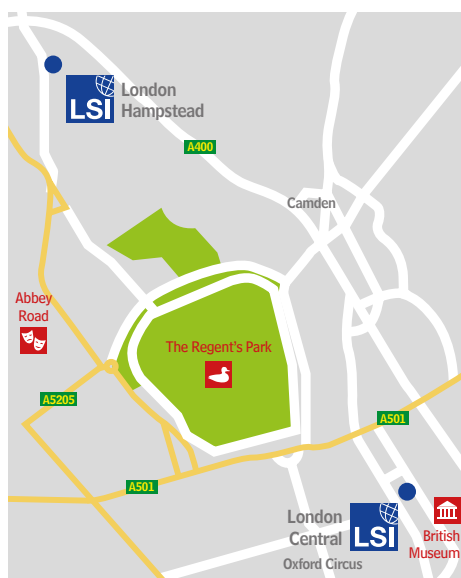 London
LSI Hampstead
A400
Camden
Abbey
Road
The Regent's Park
A5205
A501
A501
London
Central LSI
Oxford Circus
British
Museum